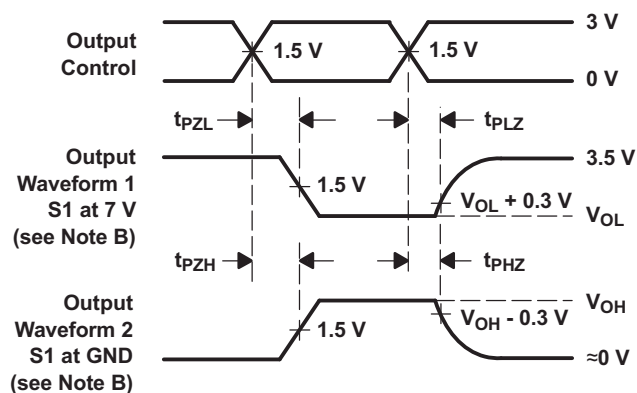 Output
Control
3 V
1.5 V
1.5 V
0 V
tPZL
tPLZ
Output
Waveform 1
S1 at 7 V
(see Note B)
3.5 V
1.5 V
VOL + 0.3 V
VOL
tPZH
tPHZ
Output
Waveform 2
S1 at GND
(see Note B)
VOH
1.5 V
VOH - 0.3 V
≈0 V